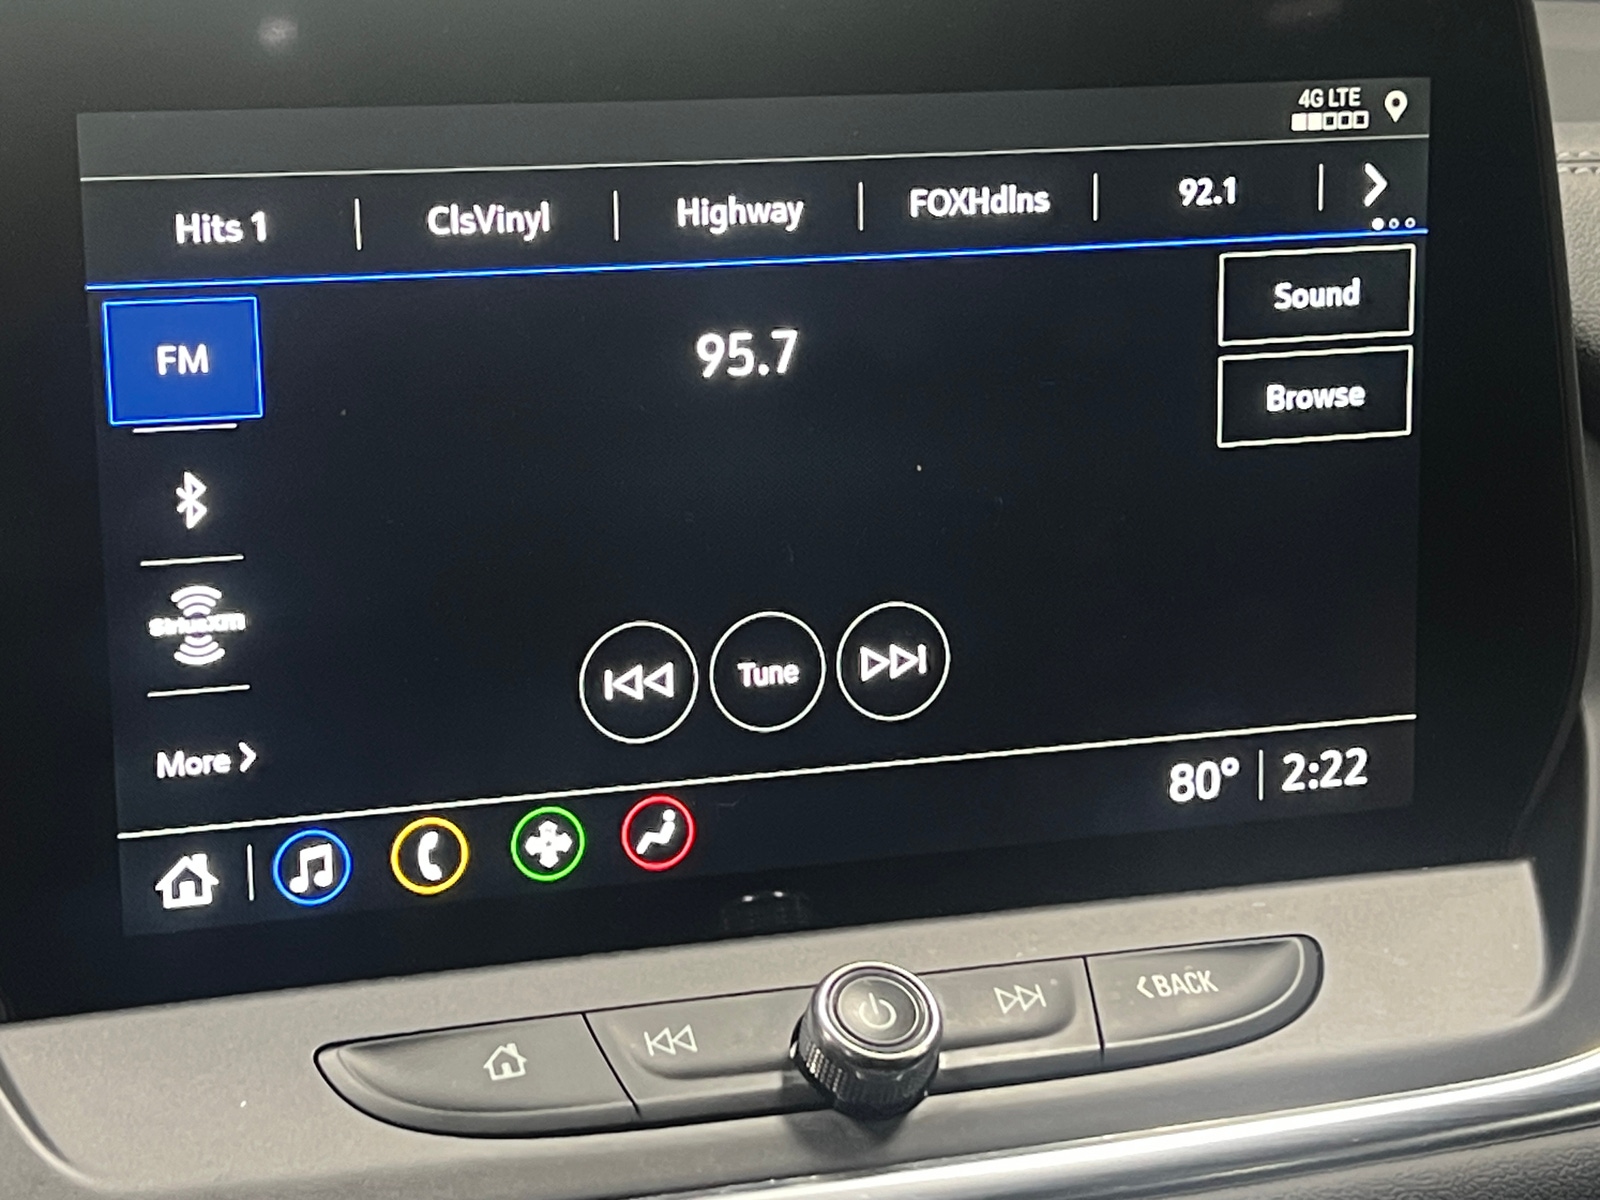 4G LTE
Hits 1 | ClsVinyl | Highway | FOXHdlns | 92.1
FM
95.7
Sound
Browse
SiriusXM
More >
Tune
80° | 2:22
<BACK